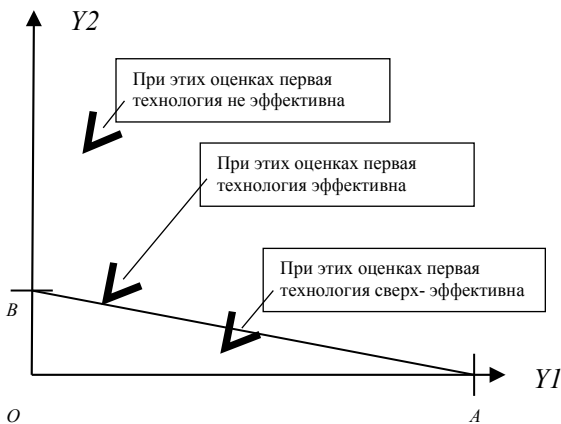 Y2
При этих оценках первая
технология не эффективна
При этих оценках первая
технология эффективна
При этих оценках первая
технология сверх- эффективна
B
Y1
O
A